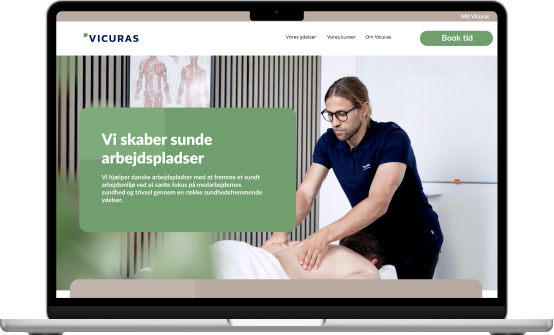 Mit Vicuras
VICURAS
Vores ydelser
Vores kurser
Om Vicuras
Book tid
Vi skaber sunde
arbejdspladser
Vi hjælper danske arbejdspladser med at fremme et sundt
arbejdsmiljø ved at sætte fokus på medarbejdernes
sundhed og trivsel gennem en række sundhedsfremmende
ydelser.